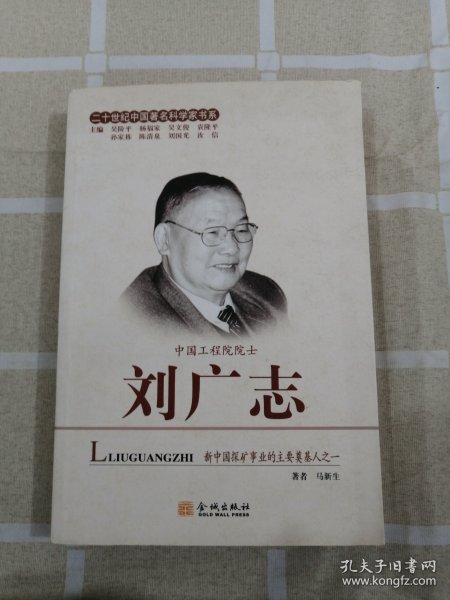 二十世纪中国著名科学家书系
主编 吴阶平 杨福家 吴文俊 袁隆平
孙家栋 陈清泉 刘国光 汝信
中国工程院院士
刘广志
LLIUGUANGZHI 新中国探矿事业的主要奠基人之一
著者 马新生
金城出版社
GOLD WALL PRESS
孔夫子旧书网
www.kongfz.com